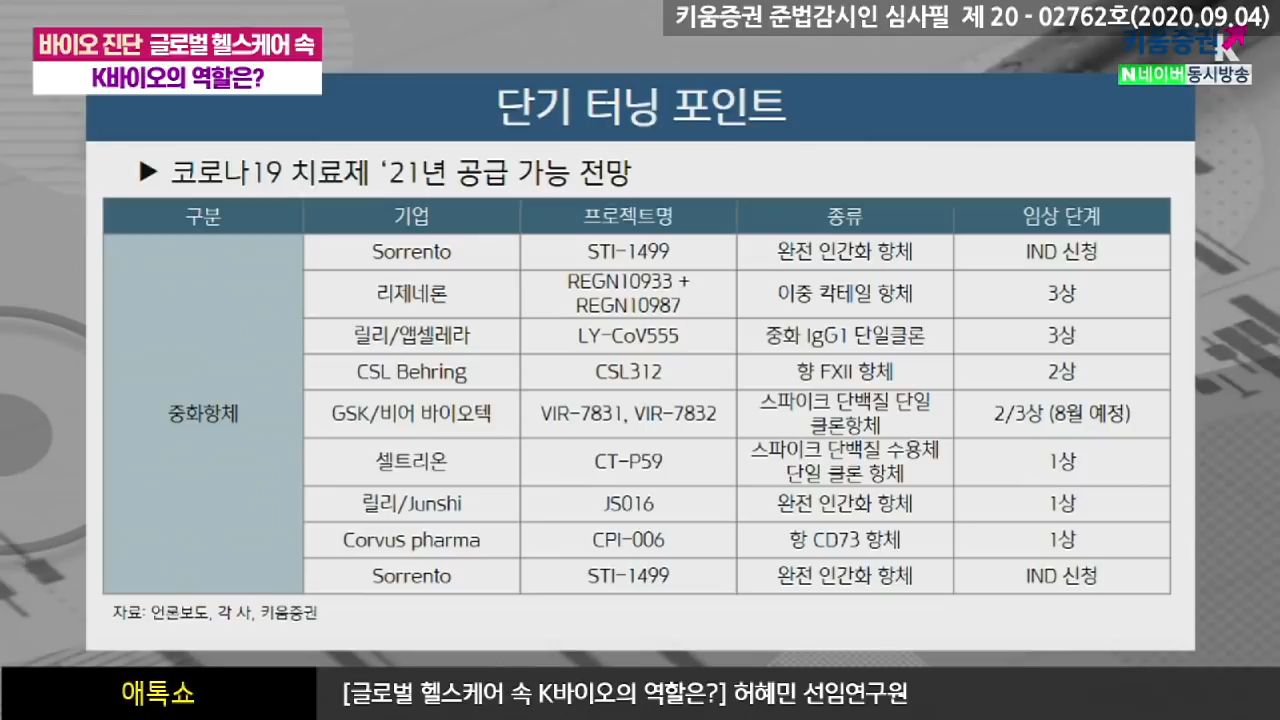 키움증권 준법감시인 심사필 제 20 - 02762호(2020.09.04)
바이오 진단 글로벌 헬스케어 속
K바이오의 역할은?
키움증권
N 네이버 동시방송
단기 터닝 포인트
▶ 코로나19 치료제 ‘21년 공급 가능 전망
구분 기업 프로젝트명 종류 임상 단계
중화항체
Sorrento STI-1499 완전 인간화 항체 IND 신청
리제네론 REGN10933 + REGN10987 이중 칵테일 항체 3상
릴리/앱셀레라 LY-CoV555 중화 IgG1 단일클론 3상
CSL Behring CSL312 항 FXII 항체 2상
GSK/비어 바이오텍 VIR-7831, VIR-7832 스파이크 단백질 단일 클론항체 2/3상 (8월 예정)
셀트리온 CT-P59 스파이크 단백질 수용체 단일 클론 항체 1상
릴리/Junshi JS016 완전 인간화 항체 1상
Corvus pharma CPI-006 항 CD73 항체 1상
Sorrento STI-1499 완전 인간화 항체 IND 신청
자료: 언론보도, 각 사, 키움증권
애톡쇼
[글로벌 헬스케어 속 K바이오의 역할은?] 허혜민 선임연구원